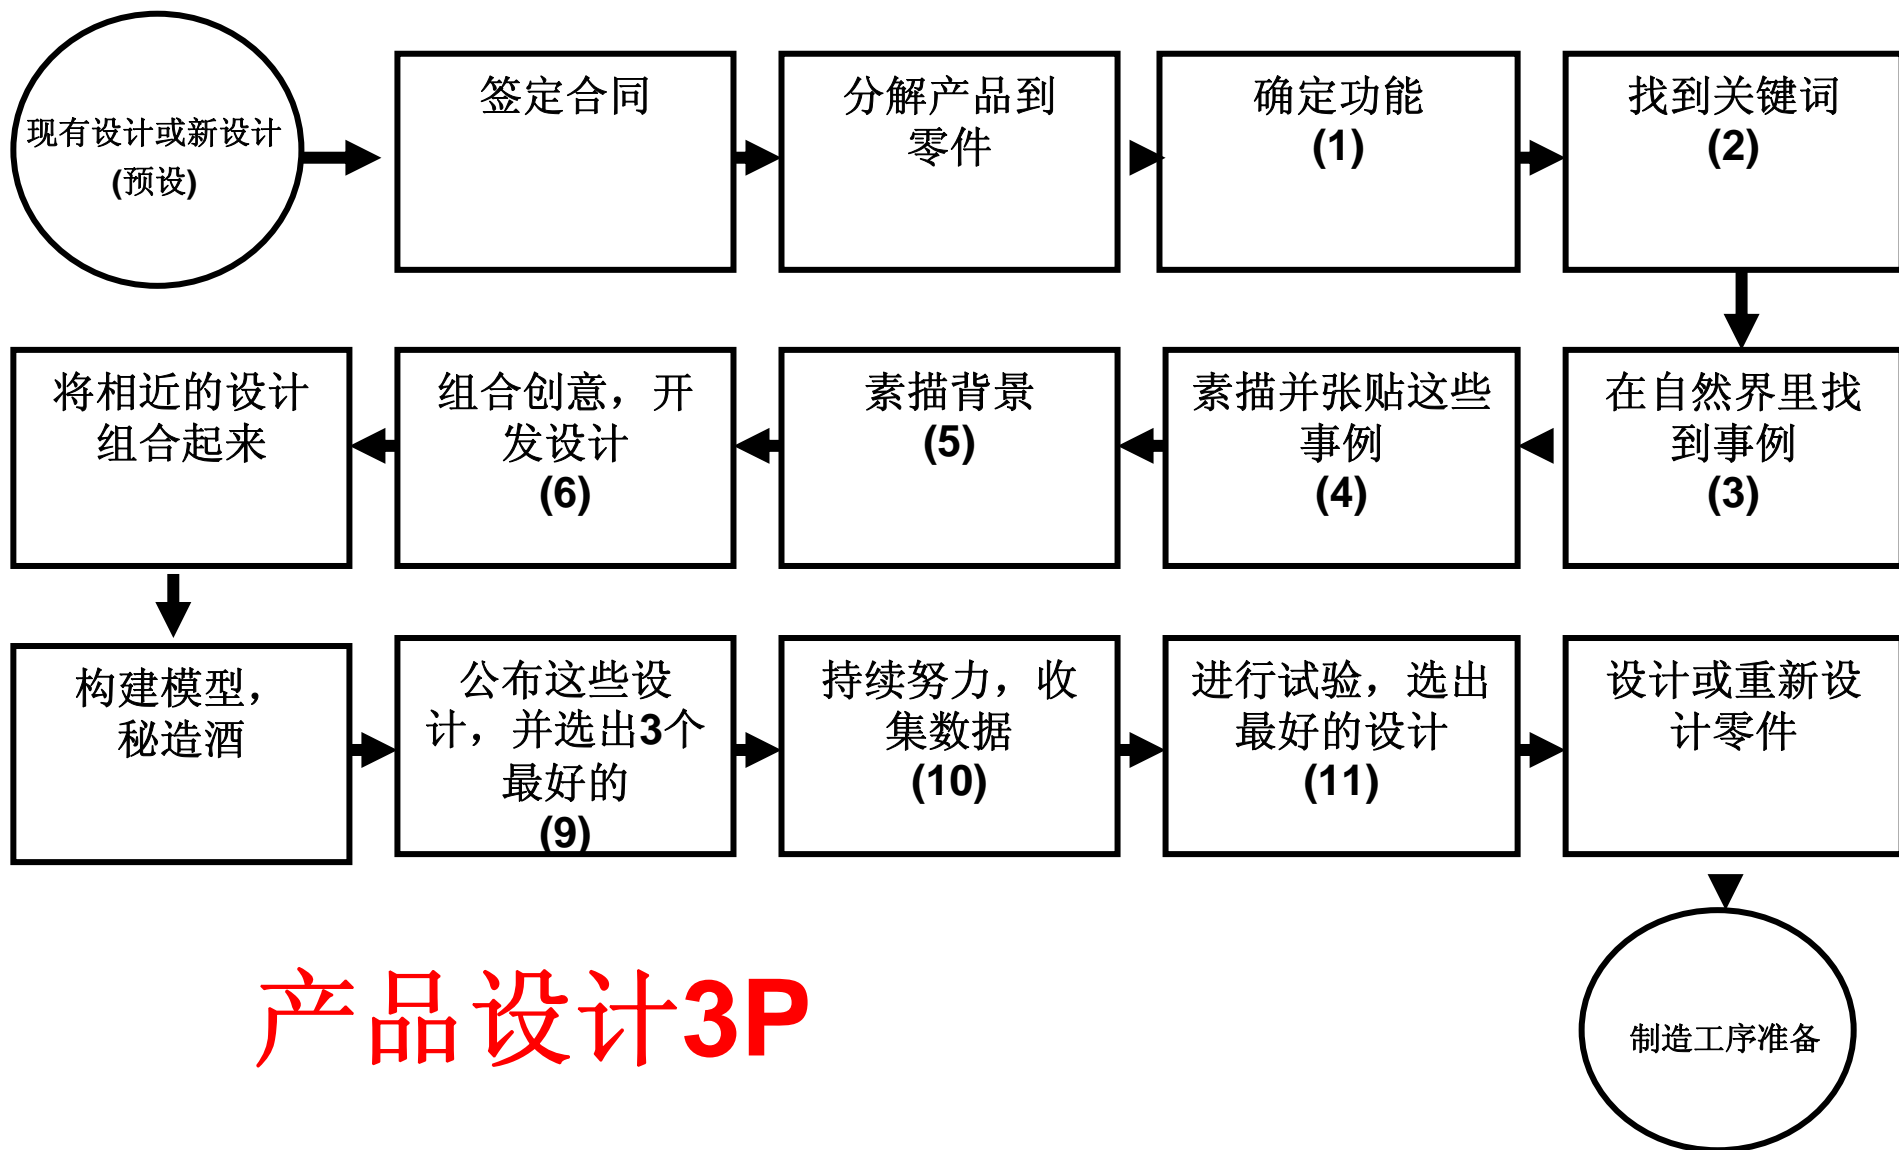 现有设计或新设计
(预设)
签定合同
分解产品到
零件
确定功能
(1)
找到关键词
(2)
在自然界里找
到事例
(3)
素描并张贴这些
事例
(4)
素描背景
(5)
组合创意，开
发设计
(6)
将相近的设计
组合起来
构建模型，
秘造酒
公布这些设
计，并选出3个
最好的
(9)
持续努力，收
集数据
(10)
进行试验，选出
最好的设计
(11)
设计或重新设
计零件
制造工序准备
产品设计3P